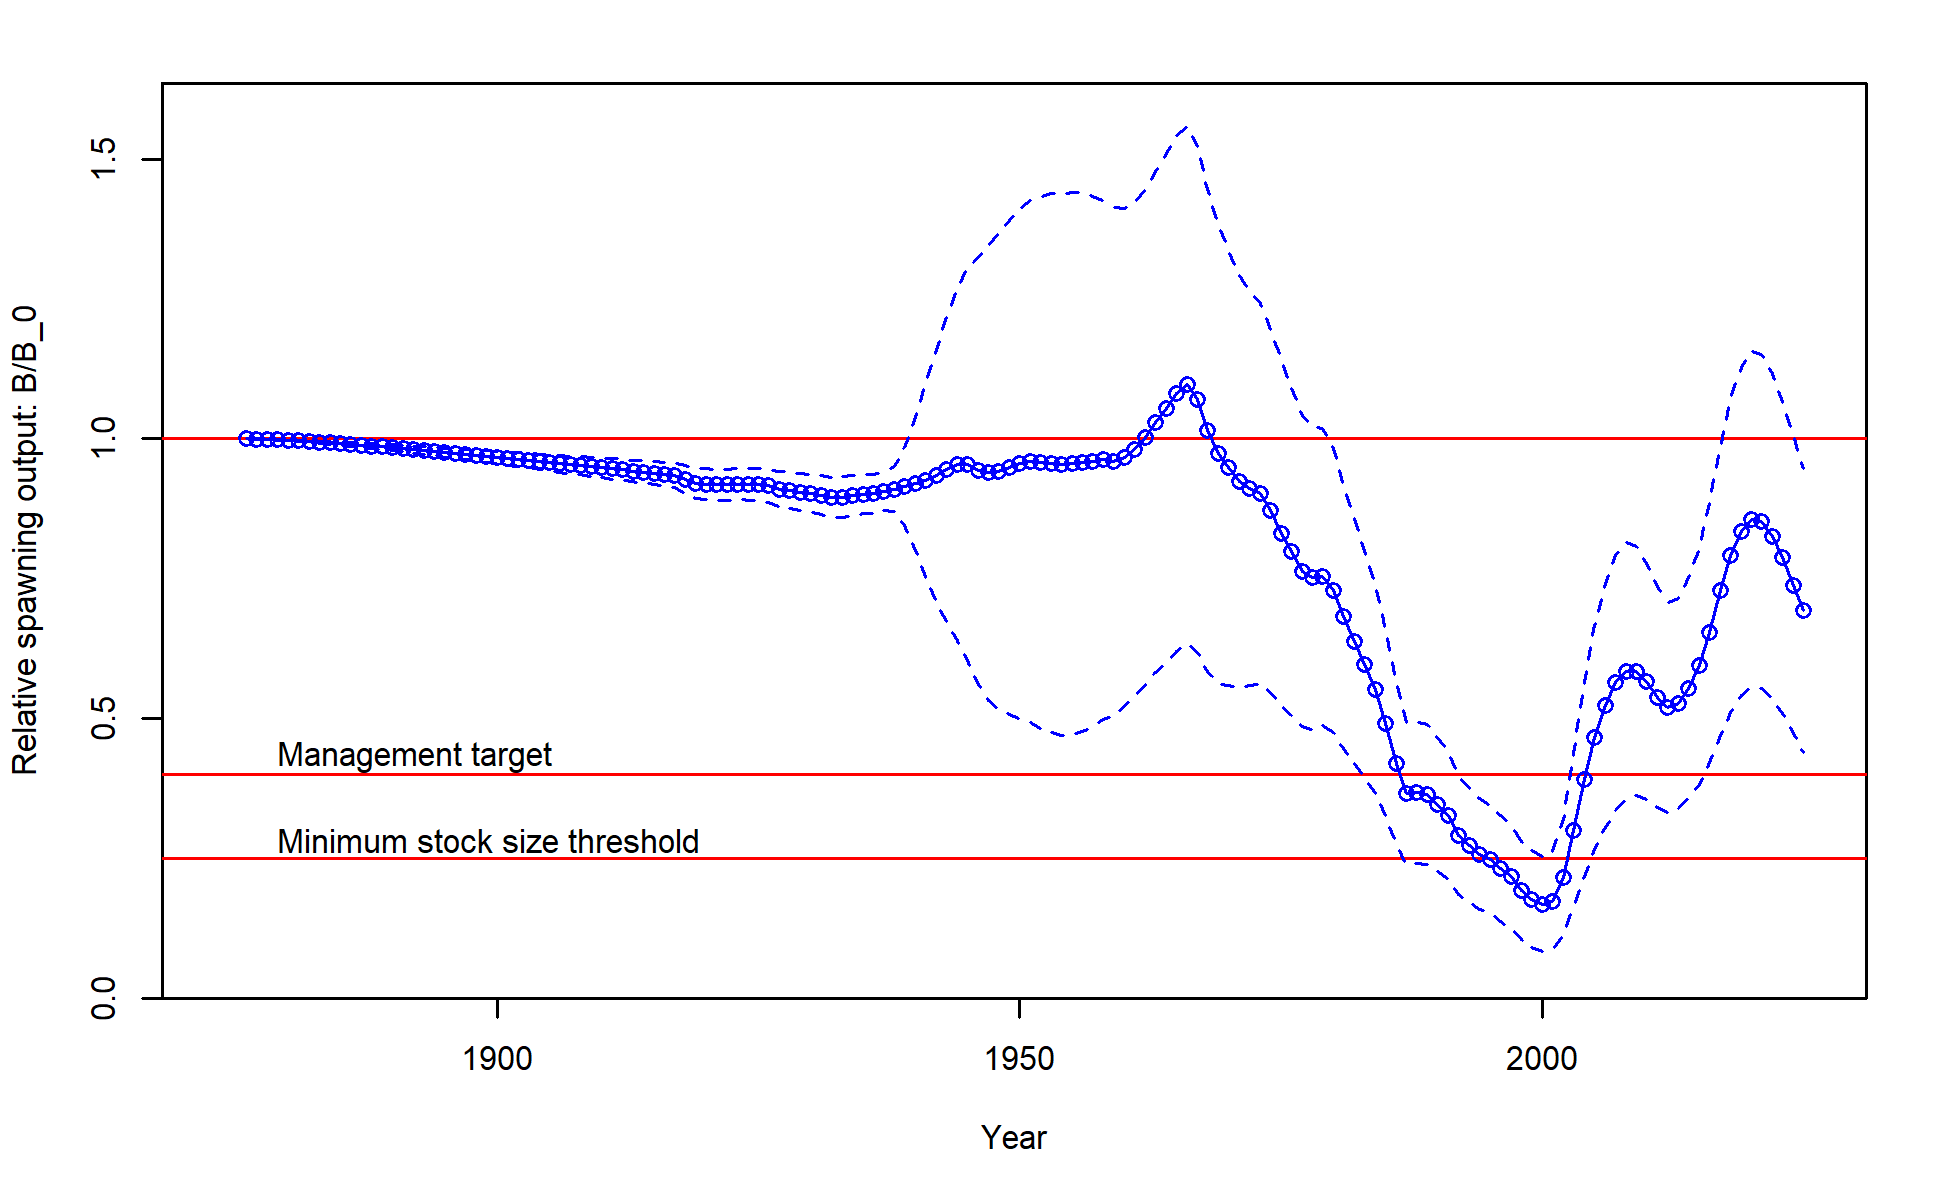 Relative spawning output: B/B_0
1.5
1.0
0.5
0.0
Management target
Minimum stock size threshold
1900
1950
2000
Year